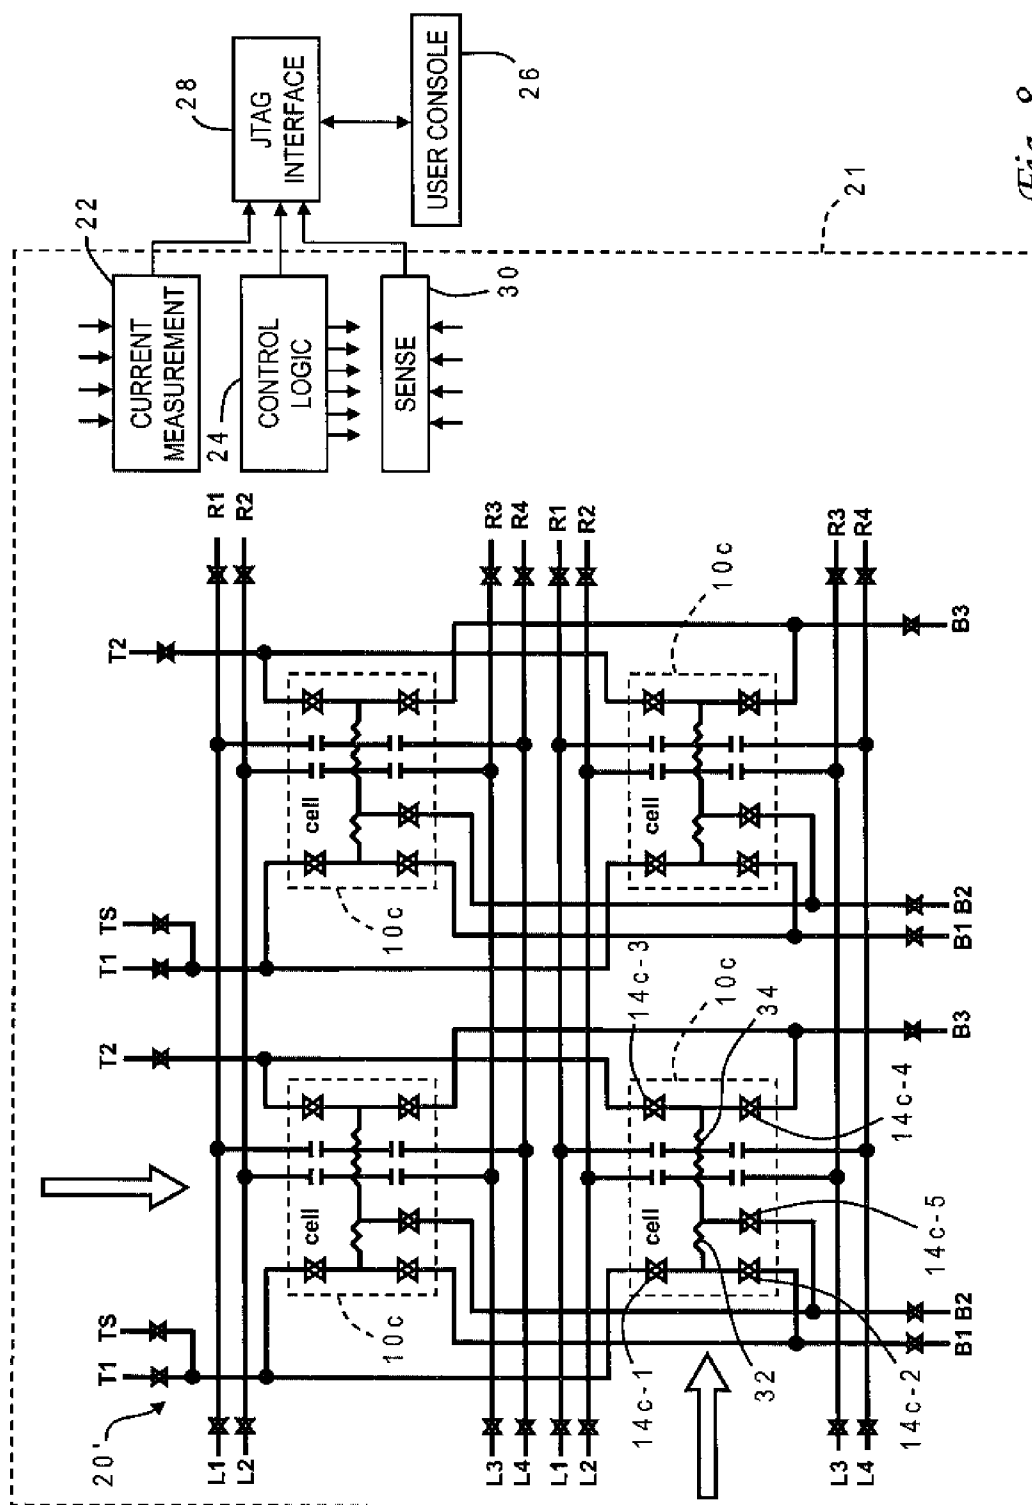 20'
T1
TS
T2
T1
TS
T2
L1
L2
R1
R2
cell
10c
cell
10c
L3
L4
R3
R4
L1
L2
R1
R2
14c-1
cell
14c-3
10c
34
cell
10c
32
14c-2
14c-5
14c-4
L3
L4
R3
R4
B1
B2
B3
B1
B2
B3
22
CURRENT
MEASUREMENT
24
CONTROL
LOGIC
SENSE
30
28
JTAG
INTERFACE
USER CONSOLE
26
21
Fig. 8